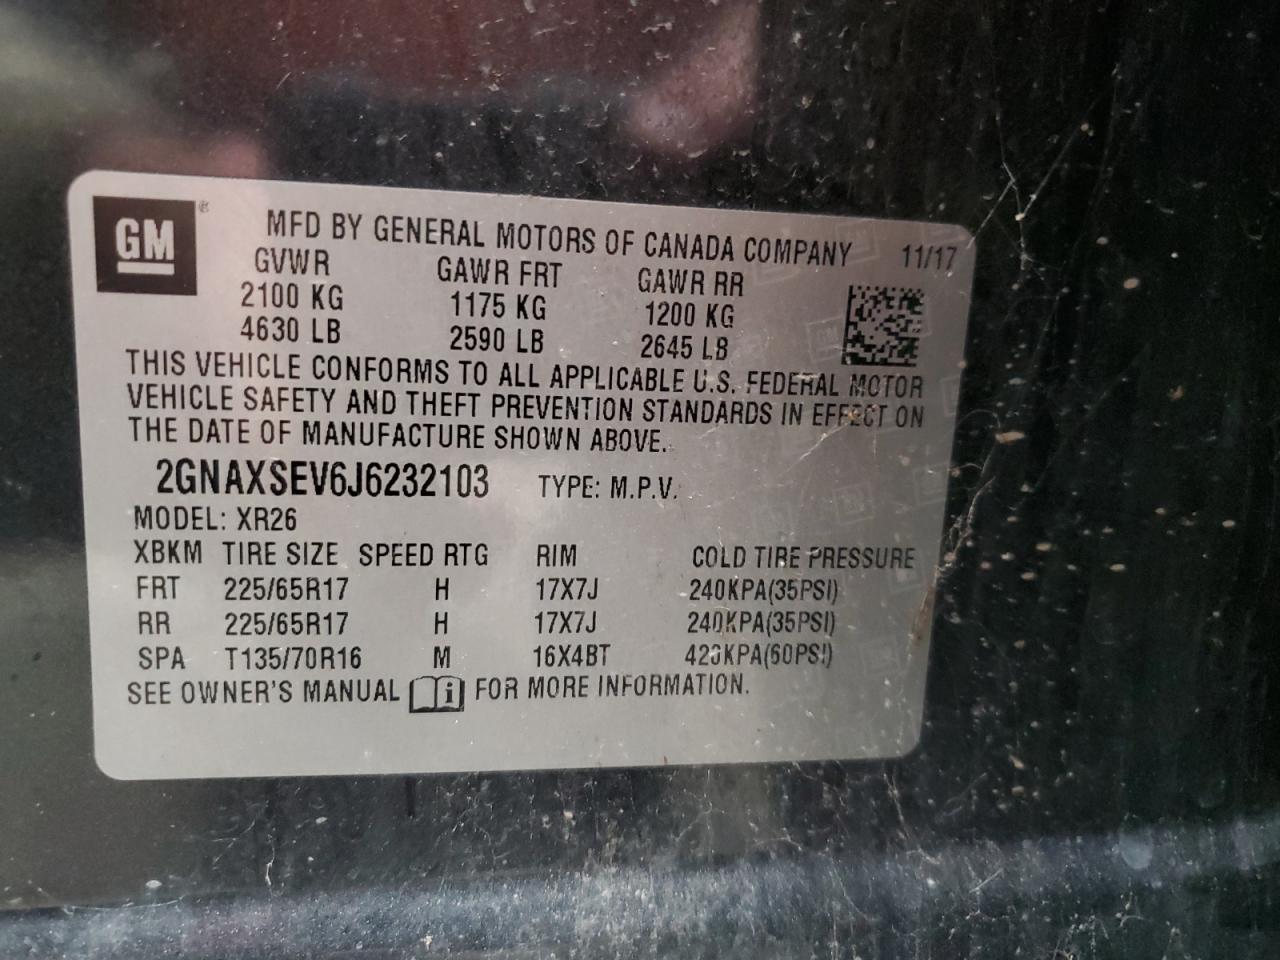 GM ®
MFD BY GENERAL MOTORS OF CANADA COMPANY 11/17
GVWR GAWR FRT GAWR RR
2100 KG 1175 KG 1200 KG
4630 LB 2590 LB 2645 LB
THIS VEHICLE CONFORMS TO ALL APPLICABLE U.S. FEDERAL MOTOR
VEHICLE SAFETY AND THEFT PREVENTION STANDARDS IN EFFECT ON
THE DATE OF MANUFACTURE SHOWN ABOVE.
2GNAXSEV6J6232103 TYPE: M.P.V.
MODEL: XR26
XBKM TIRE SIZE SPEED RTG RIM COLD TIRE PRESSURE
FRT 225/65R17 H 17X7J 240KPA(35PSI)
RR 225/65R17 H 17X7J 240KPA(35PSI)
SPA T135/70R16 M 16X4BT 420KPA(60PSI)
SEE OWNER'S MANUAL i FOR MORE INFORMATION.